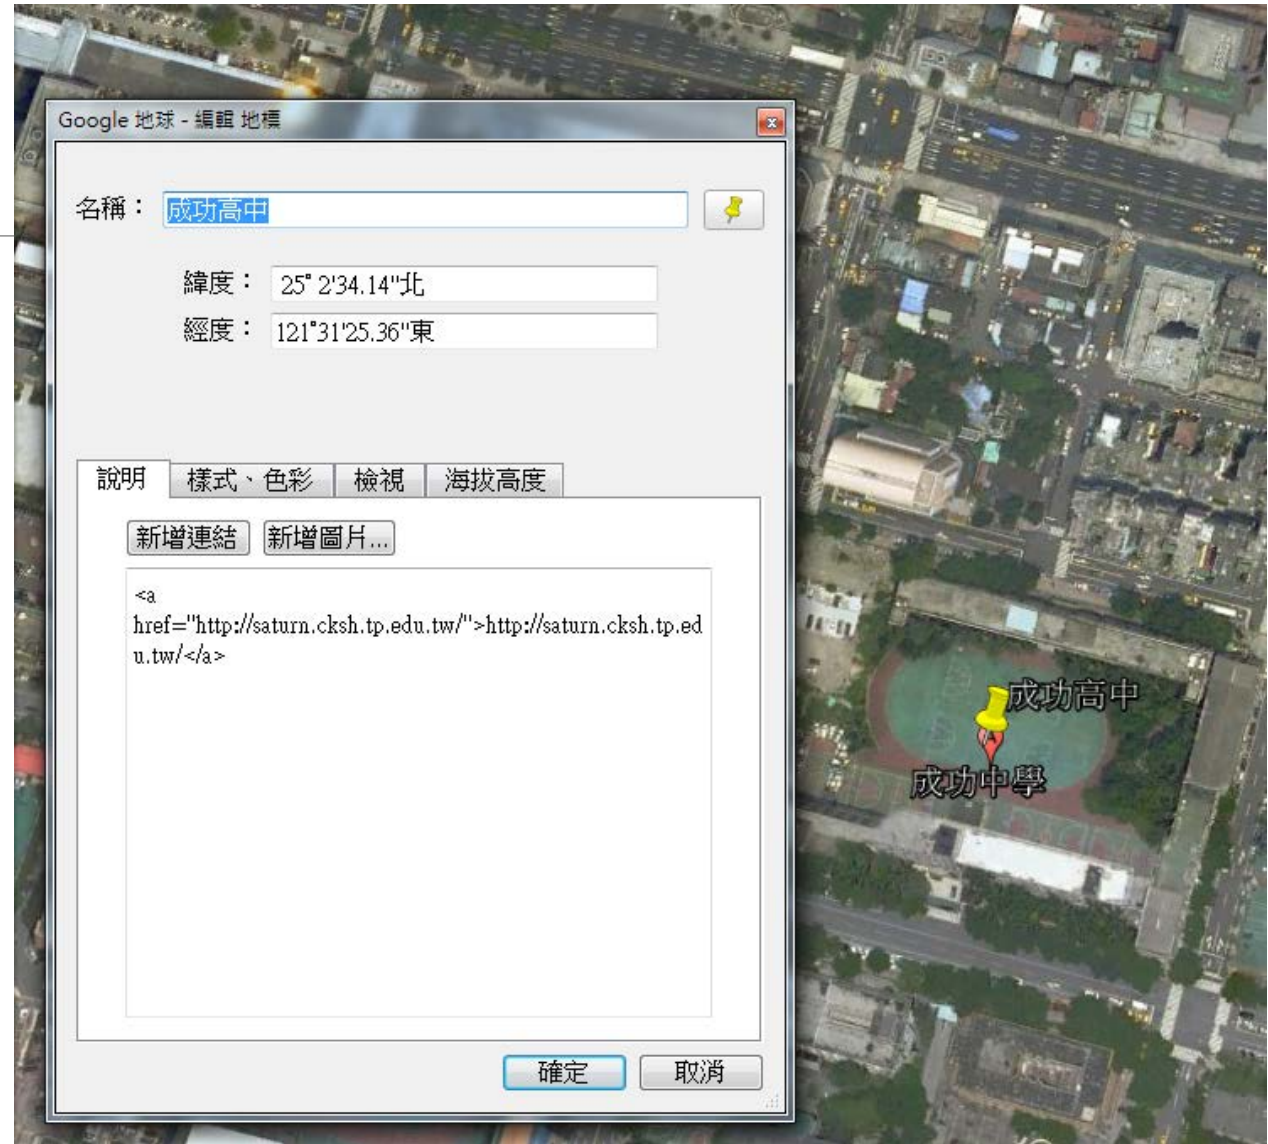 Google 地球 - 編輯 地標
名稱： 成功高中
緯度： 25° 2'34.14"北
經度： 121°31'25.36"東
說明 樣式、色彩 檢視 海拔高度
新增連結 新增圖片...
<a
href="http://saturn.cksh.tp.edu.tw/">http://saturn.cksh.tp.ed
u.tw/</a>
確定 取消
成功高中
A
成功中學